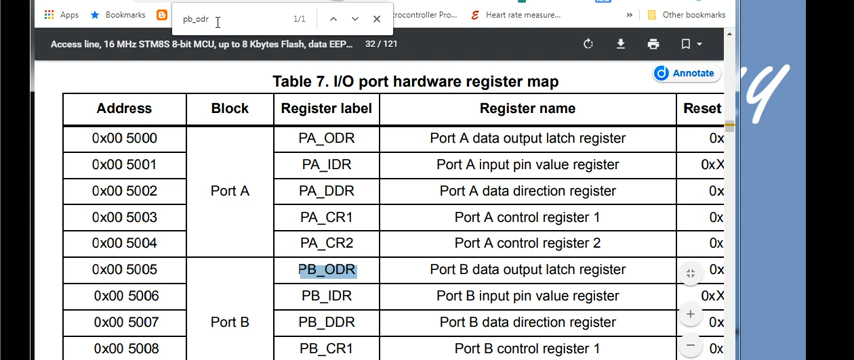 pb_odr 1/1
Apps Bookmarks crocontroller Pro... Heart rate measure... » Other bookmarks
Access line, 16 MHz STM8S 8-bit MCU, up to 8 Kbytes Flash, data EEP... 32 / 121
Annotate
Table 7. I/O port hardware register map
Address Block Register label Register name Reset
0x00 5000 PA_ODR Port A data output latch register 0x
0x00 5001 PA_IDR Port A input pin value register 0xX
0x00 5002 Port A PA_DDR Port A data direction register 0x
0x00 5003 PA_CR1 Port A control register 1 0x
0x00 5004 PA_CR2 Port A control register 2 0x
0x00 5005 PB_ODR Port B data output latch register 0x
0x00 5006 PB_IDR Port B input pin value register 0xX
0x00 5007 Port B PB_DDR Port B data direction register 0x
0x00 5008 PB_CR1 Port B control register 1 0x